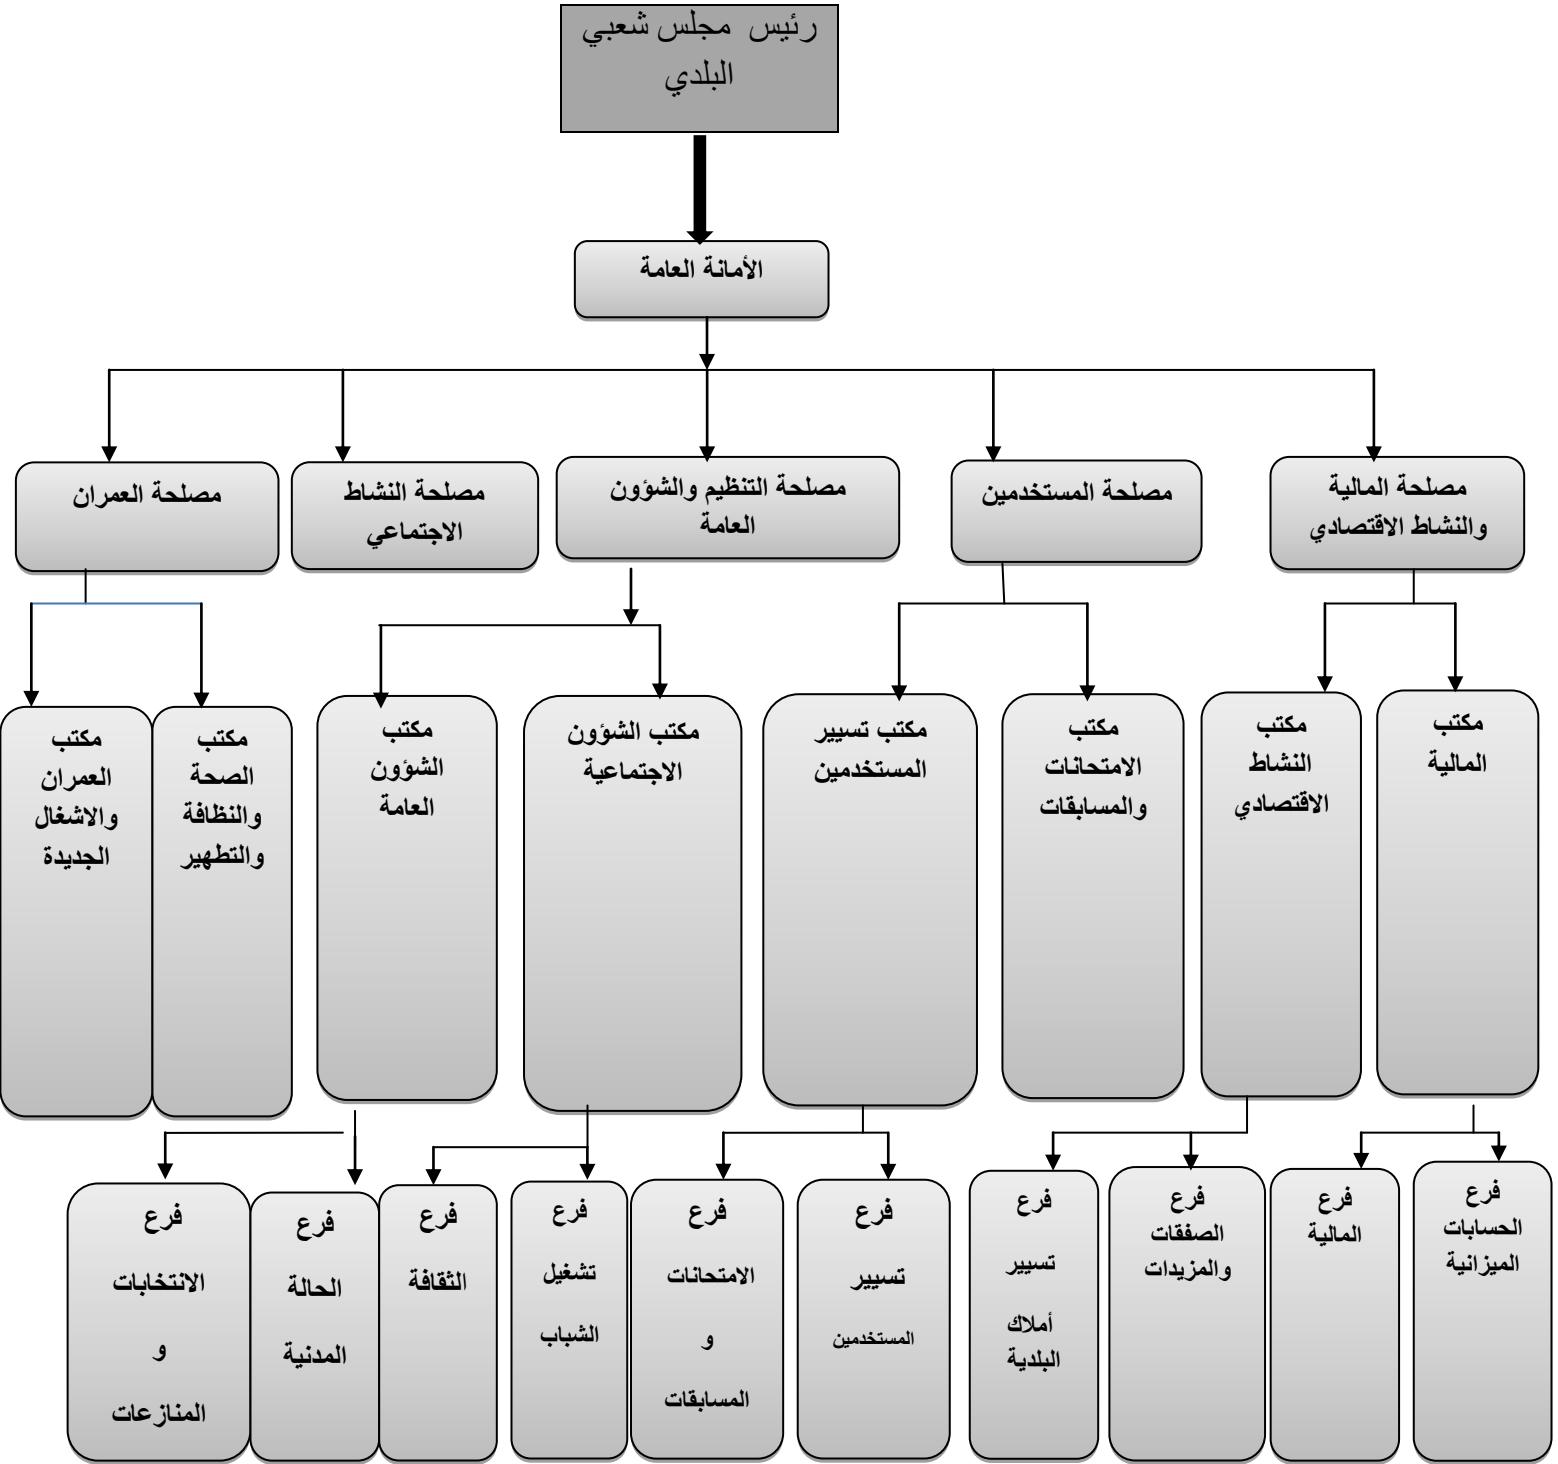 رئيس مجلس شعبي
البلدي
الأمانة العامة
مصلحة المالية
والنشاط الاقتصادي
مصلحة المستخدمين
مصلحة التنظيم والشؤون
العامة
مصلحة النشاط
الاجتماعي
مصلحة العمران
مكتب
المالية
مكتب
النشاط
الاقتصادي
مكتب
الامتحانات
والمسابقات
مكتب تسيير
المستخدمين
مكتب الشؤون
الاجتماعية
مكتب
الشؤون
العامة
مكتب
الصحة
والنظافة
والتطهير
مكتب
العمران
والاشغال
الجديدة
فرع
الحسابات
الميزانية
فرع
المالية
فرع
الصفقات
والمزيدات
فرع
تسيير
أملاك
البلدية
فرع
تسيير
المستخدمين
فرع
الامتحانات
و
المسابقات
فرع
تشغيل
الشباب
فرع
الثقافة
فرع
الحالة
المدنية
فرع
الانتخابات
و
المنازعات